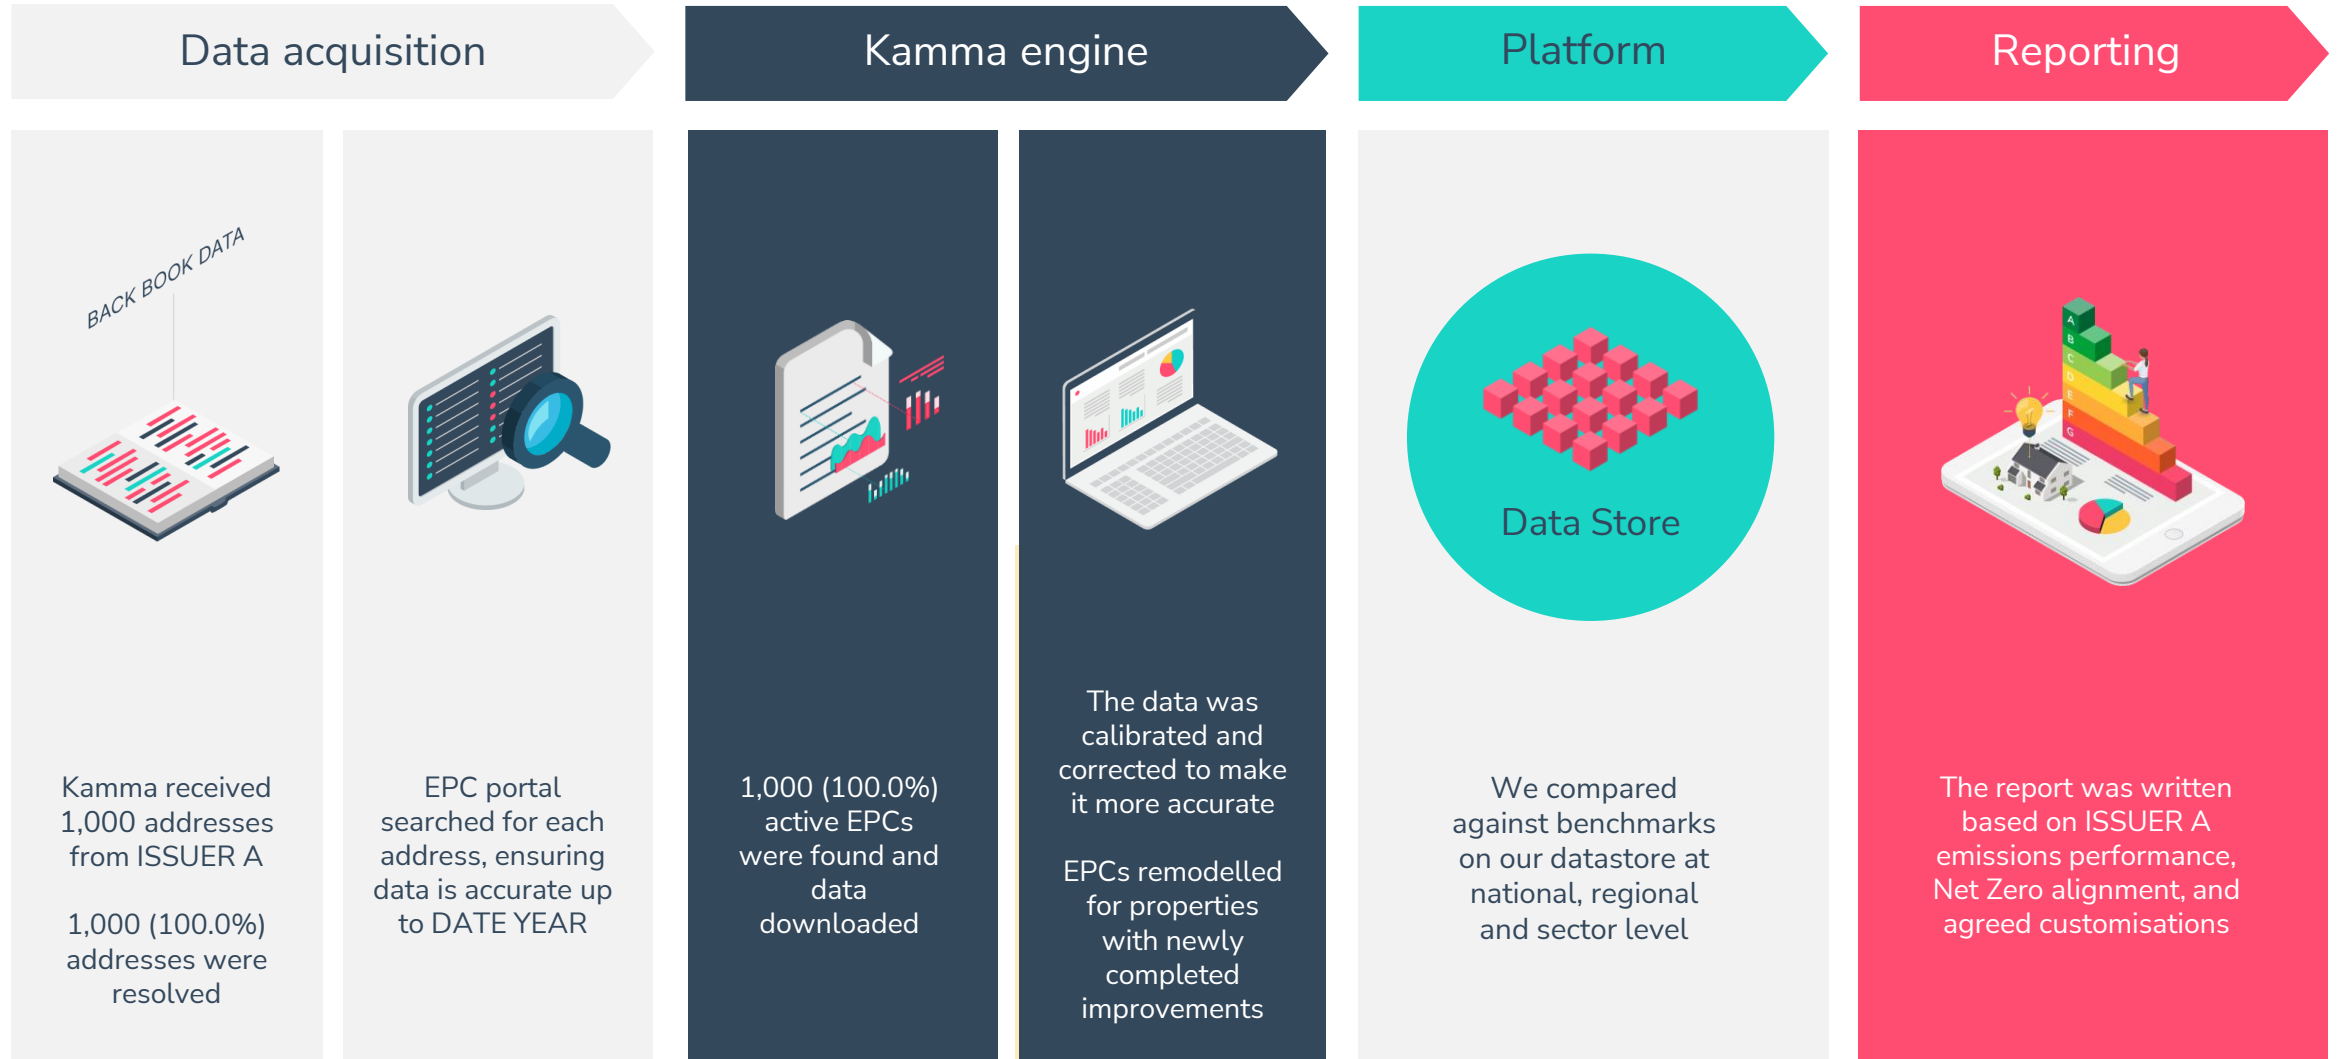 Data acquisition
Kamma engine
Platform
Reporting
BACK BOOK DATA
Kamma received
1,000 addresses
from ISSUER A
1,000 (100.0%)
addresses were
resolved
EPC portal
searched for each
address, ensuring
data is accurate up
to DATE YEAR
1,000 (100.0%)
active EPCs
were found and
data
downloaded
The data was
calibrated and
corrected to make
it more accurate
EPCs remodelled
for properties
with newly
completed
improvements
Data Store
We compared
against benchmarks
on our datastore at
national, regional
and sector level
A
B
C
D
E
F
G
The report was written
based on ISSUER A
emissions performance,
Net Zero alignment, and
agreed customisations